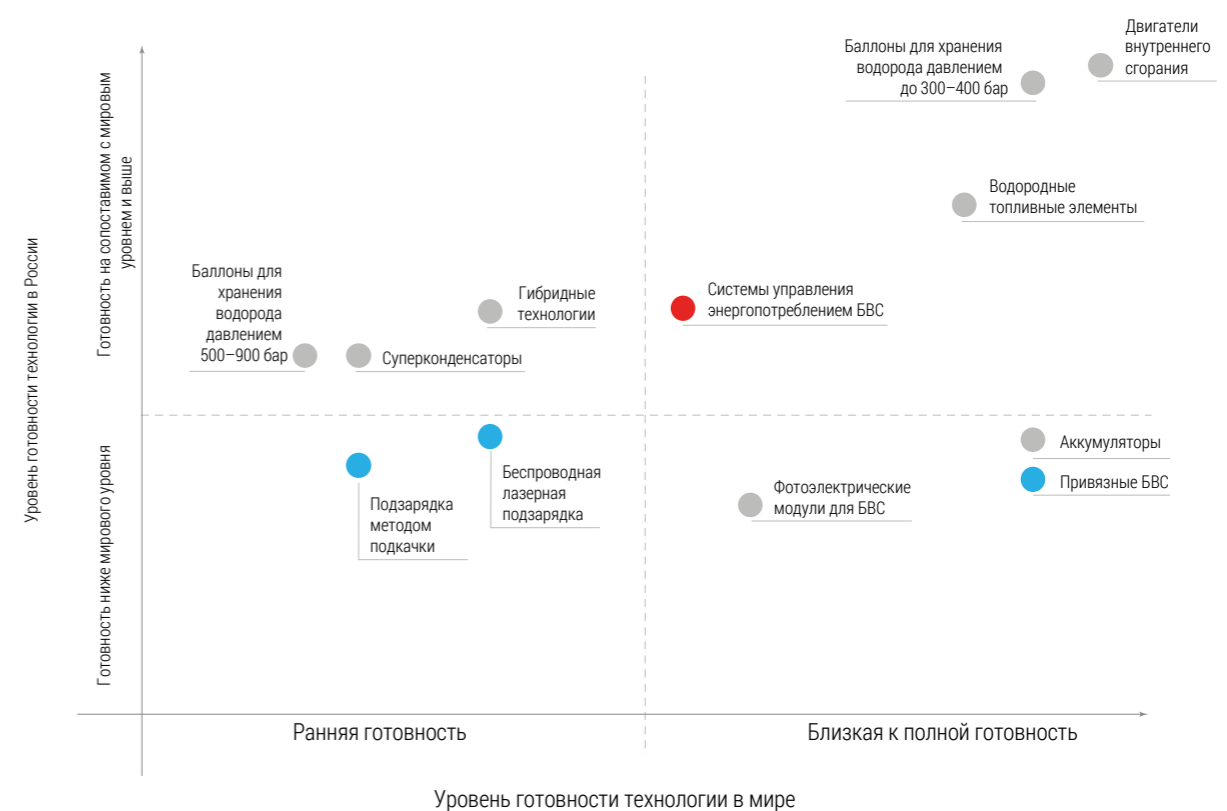 Двигатели
внутреннего
сгорания
Баллоны для хранения
водорода давлением
до 300–400 бар
Водородные
топливные элементы
Баллоны для
хранения
водорода
давлением
500–900 бар
Суперконденсаторы
Гибридные
технологии
Системы управления
энергопотреблением БВС
Подзарядка
методом
подкачки
Беспроводная
лазерная
подзарядка
Фотоэлектрические
модули для БВС
Аккумуляторы
Привязные БВС
Уровень готовности технологии в России
Готовность на сопоставимом с мировым
уровнем и выше
Готовность ниже мирового уровня
Ранняя готовность
Близкая к полной готовность
Уровень готовности технологии в мире